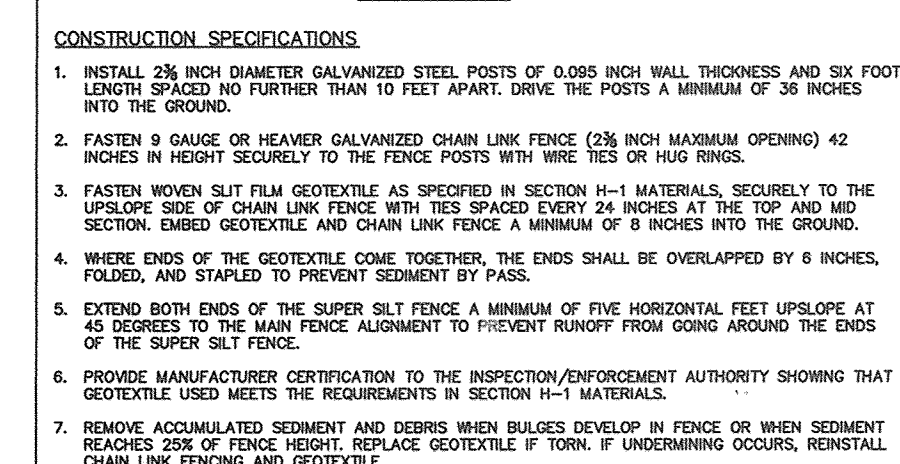 CONSTRUCTION SPECIFICATIONS
1. INSTALL 2⅜ INCH DIAMETER GALVANIZED STEEL POSTS OF 0.095 INCH WALL THICKNESS AND SIX FOOT
LENGTH SPACED NO FURTHER THAN 10 FEET APART. DRIVE THE POSTS A MINIMUM OF 36 INCHES
INTO THE GROUND.
2. FASTEN 9 GAUGE OR HEAVIER GALVANIZED CHAIN LINK FENCE (2⅜ INCH MAXIMUM OPENING) 42
INCHES IN HEIGHT SECURELY TO THE FENCE POSTS WITH WIRE TIES OR HUG RINGS.
3. FASTEN WOVEN SLIT FILM GEOTEXTILE AS SPECIFIED IN SECTION H-1 MATERIALS, SECURELY TO THE
UPSLOPE SIDE OF CHAIN LINK FENCE WITH TIES SPACED EVERY 24 INCHES AT THE TOP AND MID
SECTION. EMBED GEOTEXTILE AND CHAIN LINK FENCE A MINIMUM OF 8 INCHES INTO THE GROUND.
4. WHERE ENDS OF THE GEOTEXTILE COME TOGETHER, THE ENDS SHALL BE OVERLAPPED BY 6 INCHES,
FOLDED, AND STAPLED TO PREVENT SEDIMENT BY PASS.
5. EXTEND BOTH ENDS OF THE SUPER SILT FENCE A MINIMUM OF FIVE HORIZONTAL FEET UPSLOPE AT
45 DEGREES TO THE MAIN FENCE ALIGNMENT TO PREVENT RUNOFF FROM GOING AROUND THE ENDS
OF THE SUPER SILT FENCE.
6. PROVIDE MANUFACTURER CERTIFICATION TO THE INSPECTION/ENFORCEMENT AUTHORITY SHOWING THAT
GEOTEXTILE USED MEETS THE REQUIREMENTS IN SECTION H-1 MATERIALS.
7. REMOVE ACCUMULATED SEDIMENT AND DEBRIS WHEN BULGES DEVELOP IN FENCE OR WHEN SEDIMENT
REACHES 25% OF FENCE HEIGHT. REPLACE GEOTEXTILE IF TORN. IF UNDERMINING OCCURS, REINSTALL
CHAIN LINK FENCING AND GEOTEXTILE.